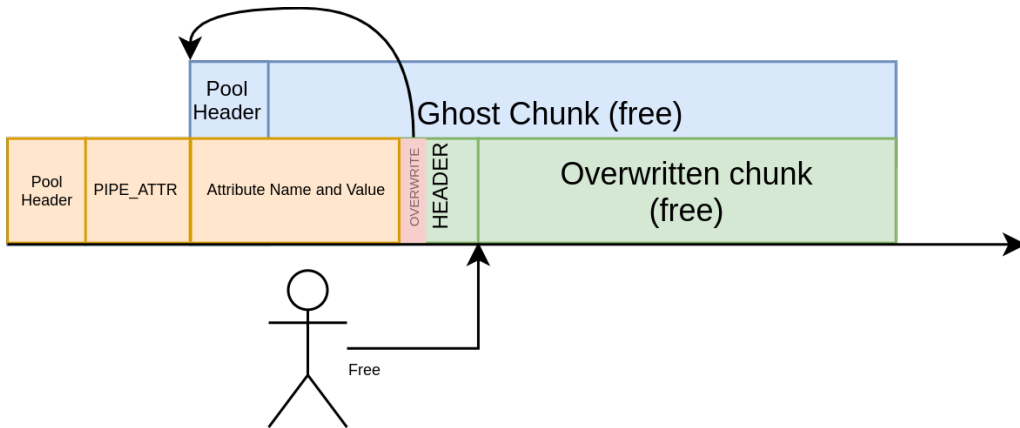 Pool
Header
Ghost Chunk (free)
Pool
Header
PIPE_ATTR
Attribute Name and Value
OVERWRITE
HEADER
Overwritten chunk
(free)
Free